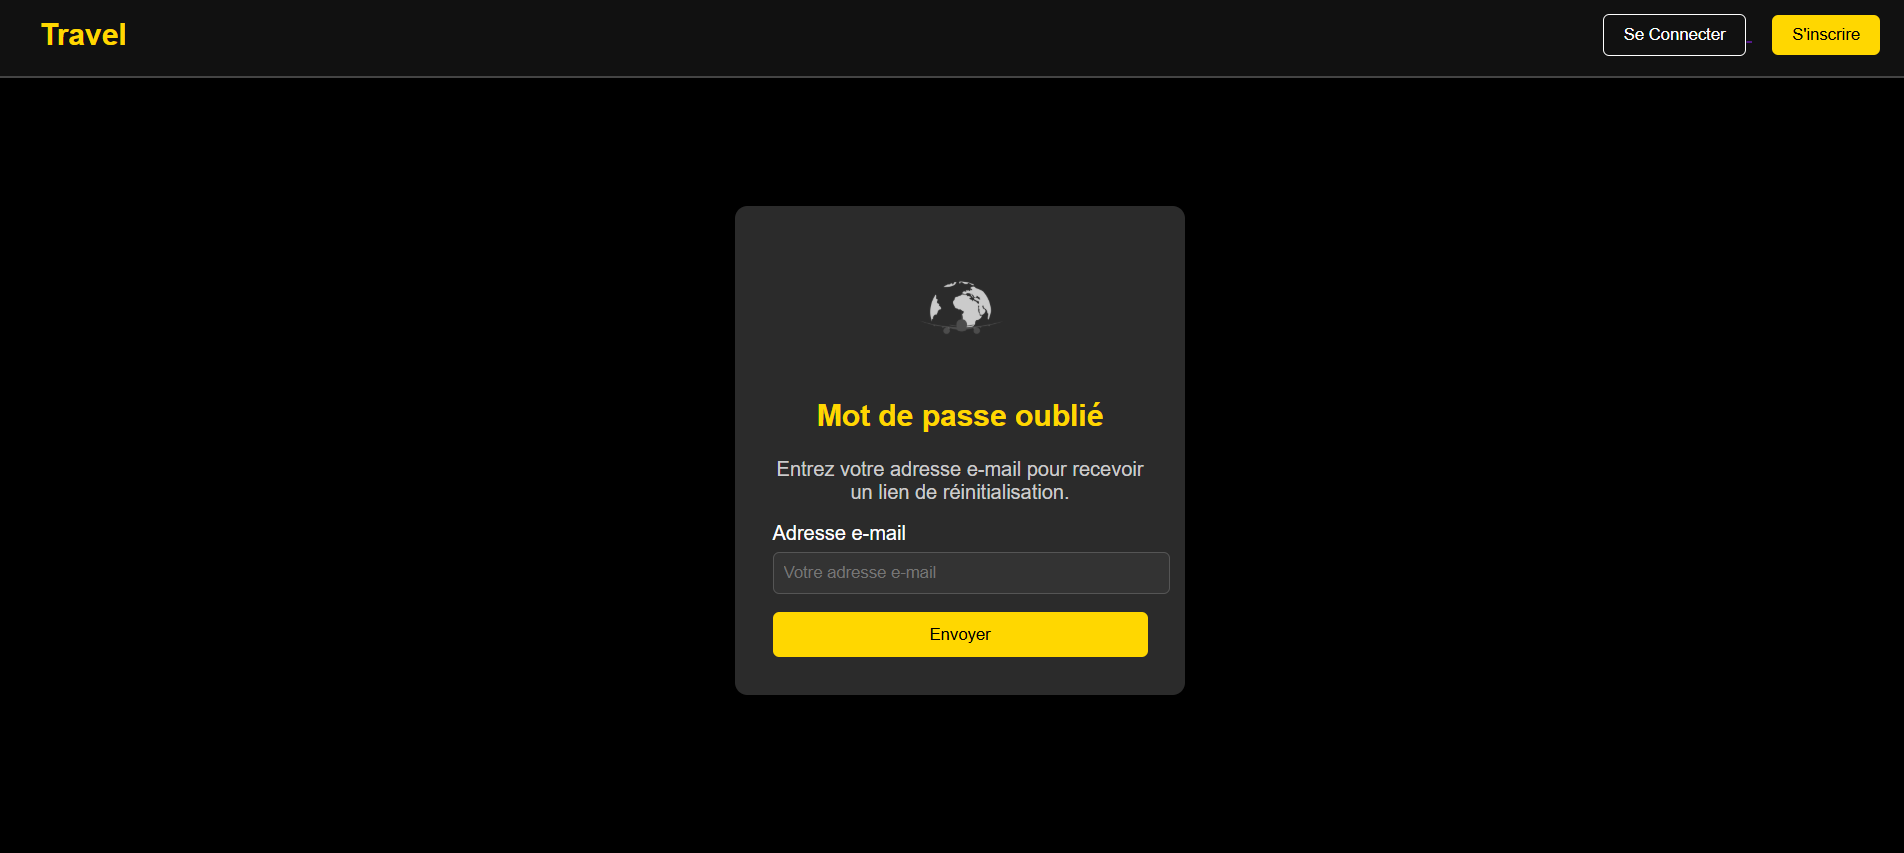 Travel
Se Connecter
S'inscrire
Mot de passe oublié
Entrez votre adresse e-mail pour recevoir
un lien de réinitialisation.
Adresse e-mail
Votre adresse e-mail
Envoyer